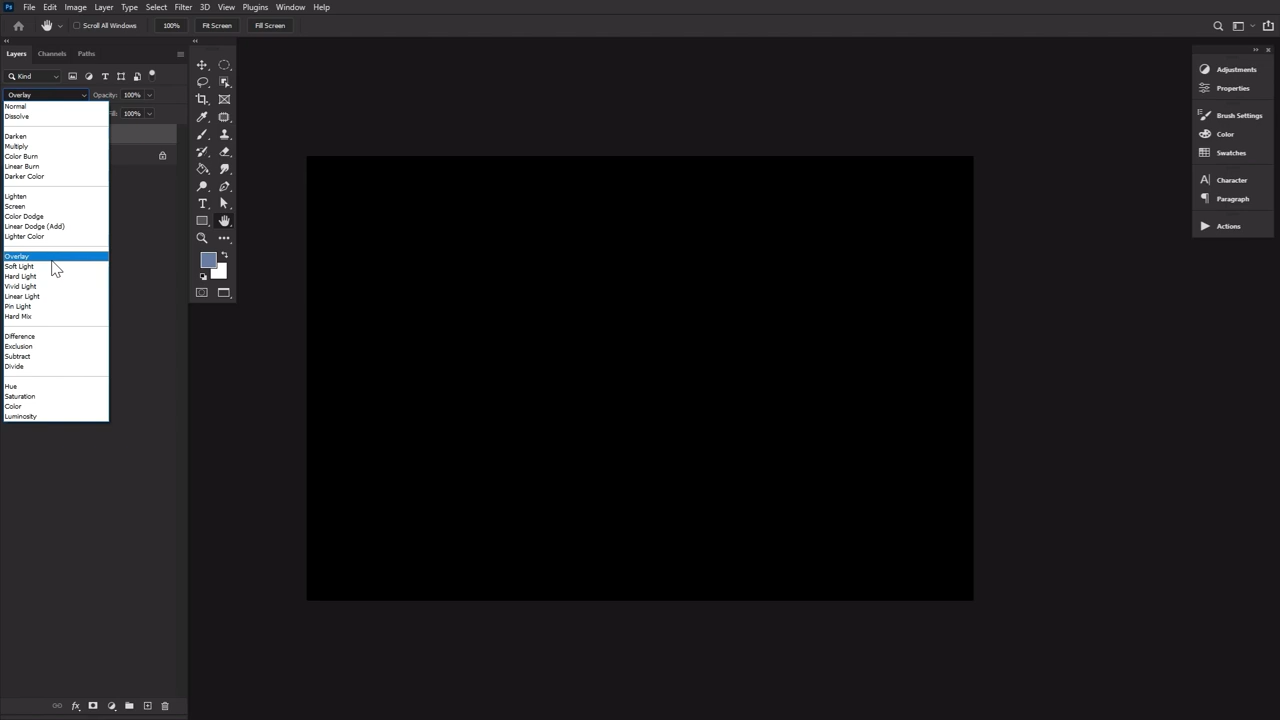 Ps File Edit Image Layer Type Select Filter 3D View Plugins Window Help
Scroll All Windows 100% Fit Screen Fill Screen
Layers Channels Paths
Kind
Overlay Opacity: 100%
100%
Normal
Dissolve
Darken
Multiply
Color Burn
Linear Burn
Darker Color
Lighten
Screen
Color Dodge
Linear Dodge (Add)
Lighter Color
Overlay
Soft Light
Hard Light
Vivid Light
Linear Light
Pin Light
Hard Mix
Difference
Exclusion
Subtract
Divide
Hue
Saturation
Color
Luminosity
Adjustments
Properties
Brush Settings
Color
Swatches
Character
Paragraph
Actions